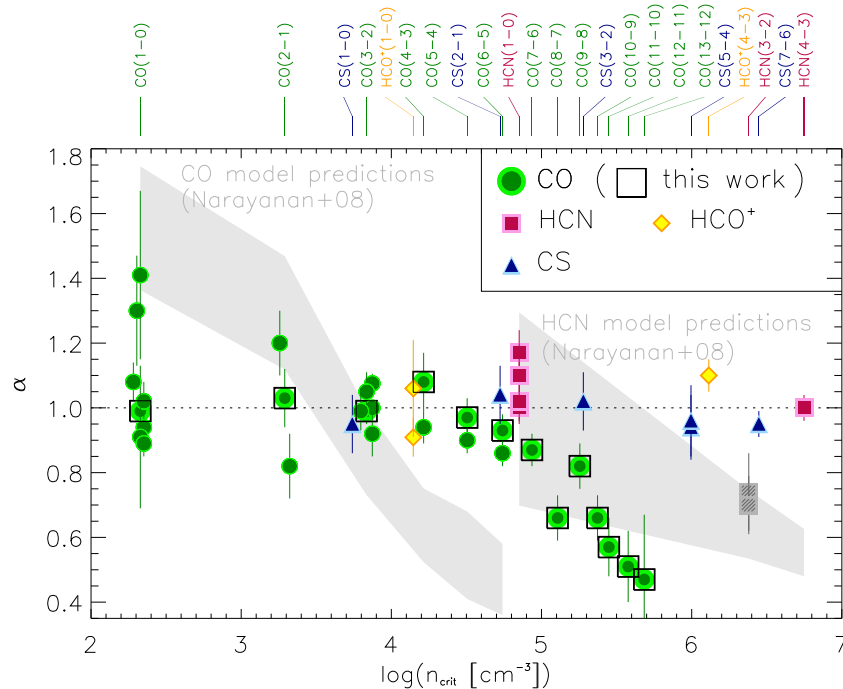 CO(1-0)
CO(2-1)
CS(1-0)
CO(3-2)
HCO⁺(1-0)
CO(4-3)
CO(5-4)
CS(2-1)
CO(6-5)
HCN(1-0)
CO(7-6)
CO(8-7)
CO(9-8)
CS(3-2)
CO(10-9)
CO(11-10)
CO(12-11)
CO(13-12)
CS(5-4)
HCO⁺(4-3)
HCN(3-2)
CS(7-6)
HCN(4-3)
1.8
1.6
1.4
1.2
1.0
0.8
0.6
0.4
α
CO model predictions
(Narayanan+08)
CO ( this work)
HCN HCO⁺
CS
HCN model predictions
(Narayanan+08)
2 3 4 5 6 7
log(n_crit [cm⁻³])